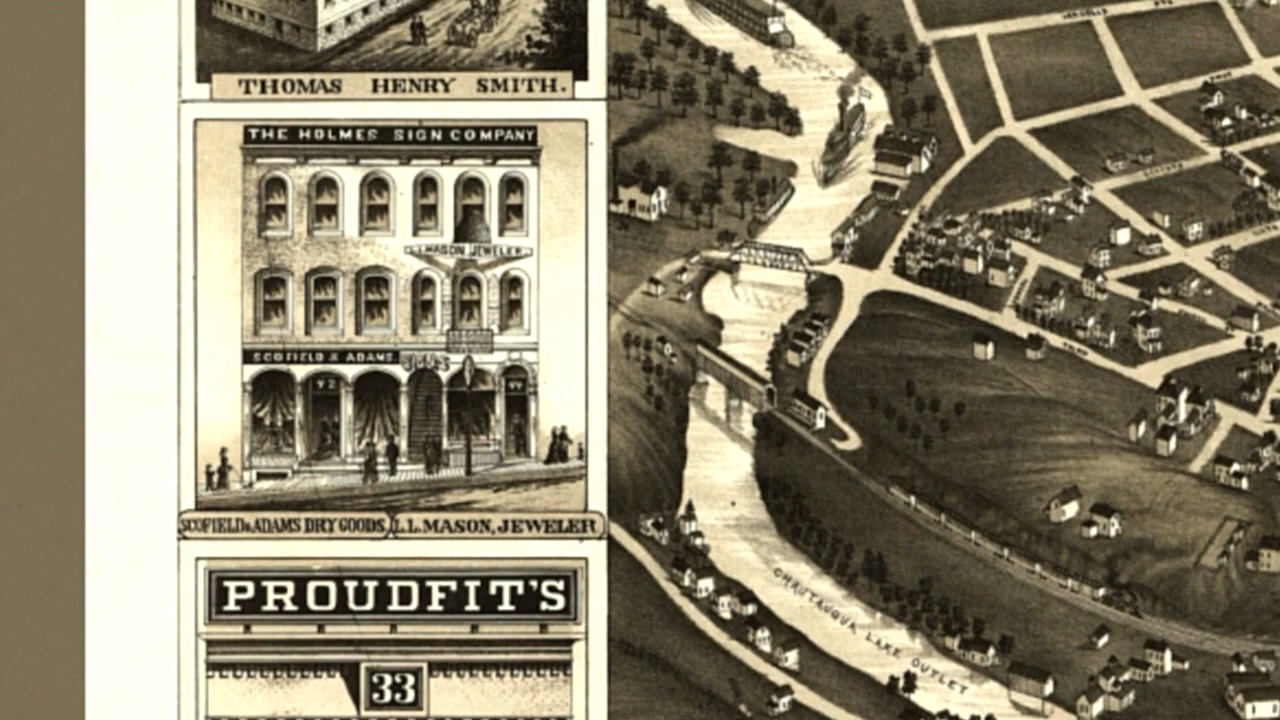 THOMAS HENRY SMITH.
THE HOLMES SIGN COMPANY
L.L. MASON JEWELER
SCOFIELD & ADAMS
92
SCOFIELD & ADAMS DRY GOODS, L.L. MASON, JEWELER
PROUDFIT'S
33
CHAUTAUQUA LAKE OUTLET